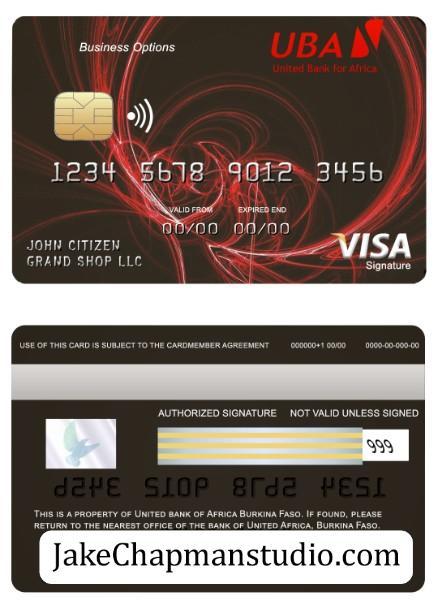 Business Options
UBA
United Bank for Africa
1234 5678 9012 3456
VALID FROM EXPIRED END
00/00 00/00
JOHN CITIZEN
GRAND SHOP LLC
VISA
Signature
USE OF THIS CARD IS SUBJECT TO THE CARDMEMBER AGREEMENT 000000+1 00/00 0000-00-000-00
AUTHORIZED SIGNATURE NOT VALID UNLESS SIGNED
999
THIS IS A PROPERTY OF UNITED BANK OF AFRICA BURKINA FASO. IF FOUND, PLEASE
RETURN TO THE NEAREST OFFICE OF THE BANK OF UNITED AFRICA, BURKINA FASO.
JakeChapmanstudio.com